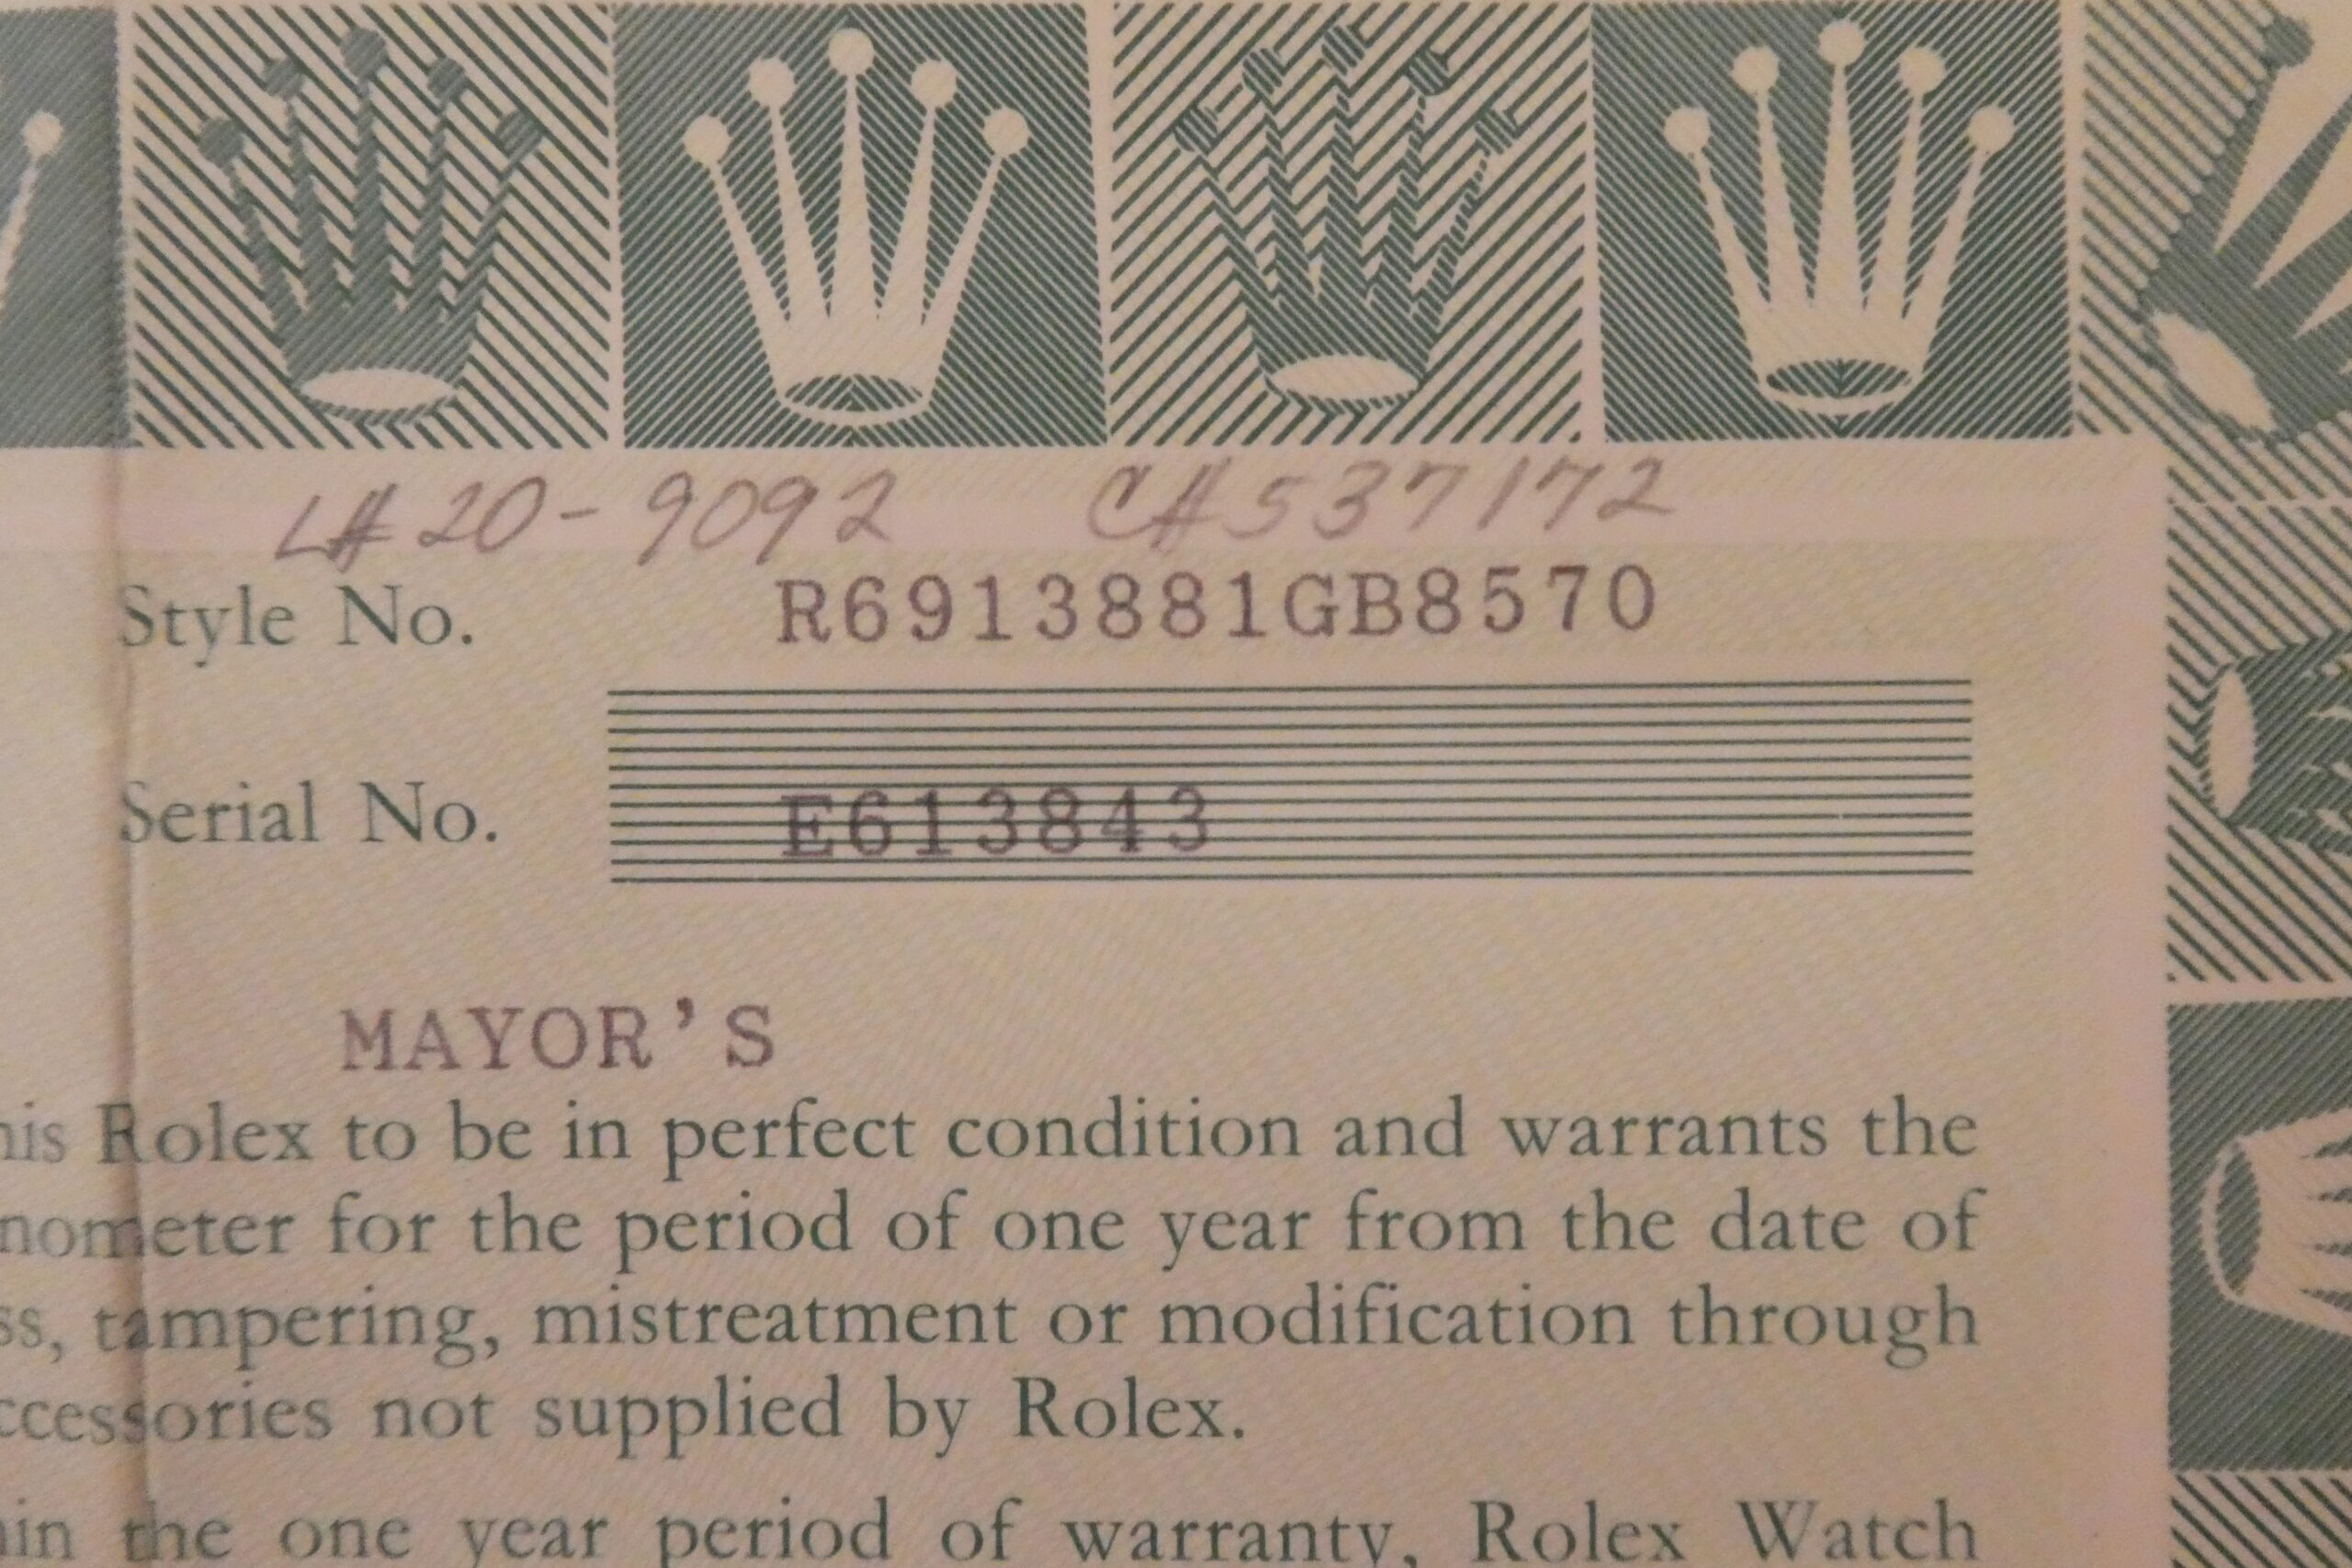 L# 20-9092 C# 537172
Style No. R6913881GB8570
Serial No. E613843
MAYOR'S
his Rolex to be in perfect condition and warrants the
nometer for the period of one year from the date of
ss, tampering, mistreatment or modification through
ccessories not supplied by Rolex.
in the one year period of warranty, Rolex Watch